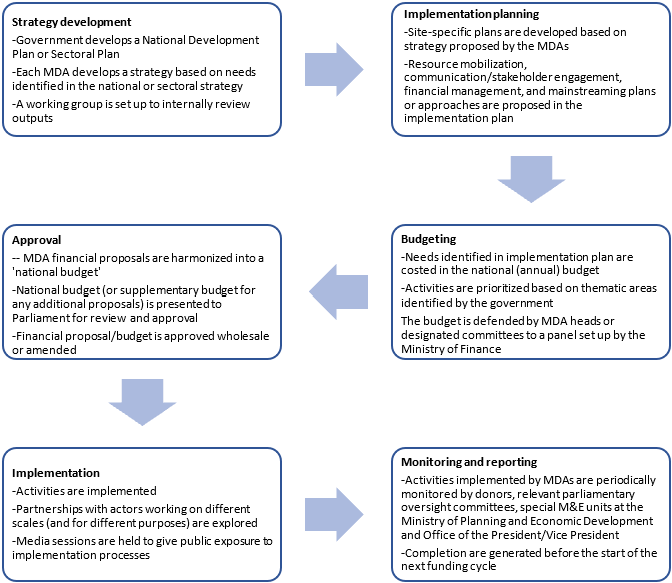 Strategy development
-Government develops a National Development
Plan or Sectoral Plan
-Each MDA develops a strategy based on needs
identified in the national or sectoral strategy
-A working group is set up to internally review
outputs
Implementation planning
-Site-specific plans are developed based on
strategy proposed by the MDAs
-Resource mobilization,
communication/stakeholder engagement,
financial management, and mainstreaming plans
or approaches are proposed in the
implementation plan
Budgeting
-Needs identified in implementation plan are
costed in the national (annual) budget
-Activities are prioritized based on thematic areas
identified by the government
The budget is defended by MDA heads or
designated committees to a panel set up by the
Ministry of Finance
Approval
-- MDA financial proposals are harmonized into a
'national budget'
-National budget (or supplementary budget for
any additional proposals) is presented to
Parliament for review and approval
-Financial proposal/budget is approved wholesale
or amended
Implementation
-Activities are implemented
-Partnerships with actors working on different
scales (and for different purposes) are explored
-Media sessions are held to give public exposure to
implementation processes
Monitoring and reporting
-Activities implemented by MDAs are periodically
monitored by donors, relevant parliamentary
oversight committees, special M&E units at the
Ministry of Planning and Economic Development
and Office of the President/Vice President
-Completion are generated before the start of the
next funding cycle